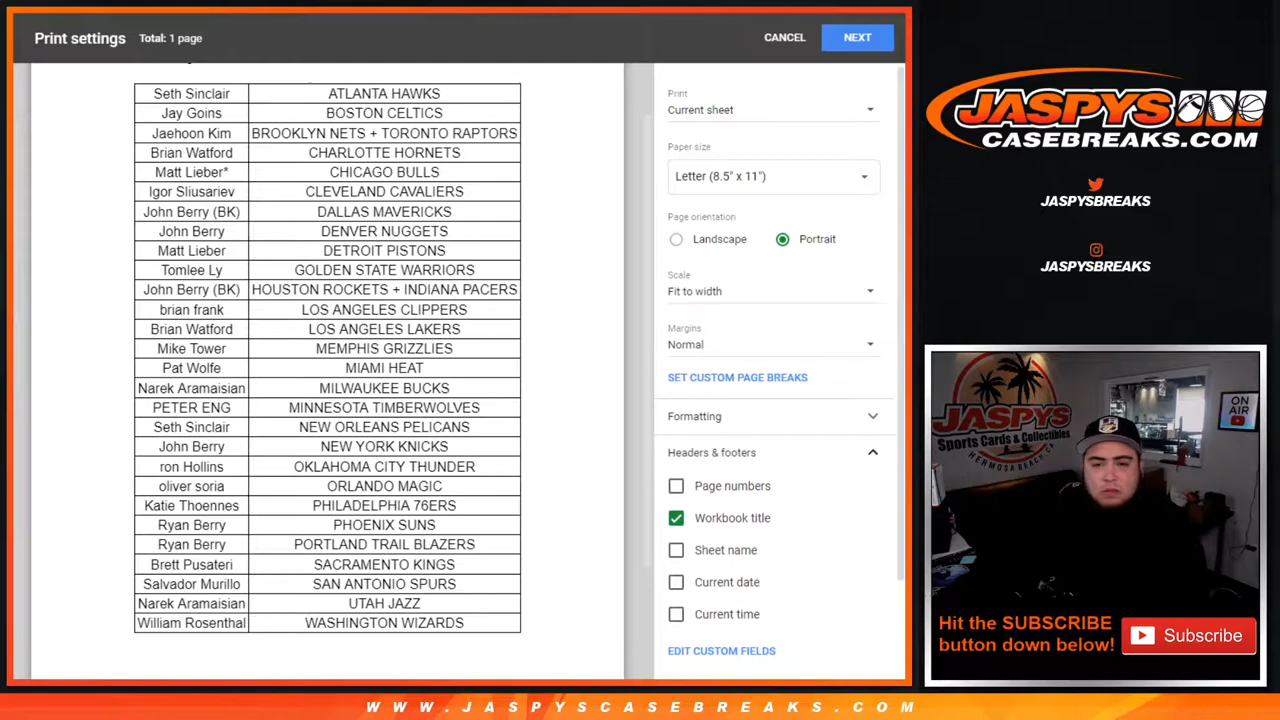 Print settings Total: 1 page CANCEL NEXT
Seth Sinclair ATLANTA HAWKS
Jay Goins BOSTON CELTICS
Jaehoon Kim BROOKLYN NETS + TORONTO RAPTORS
Brian Watford CHARLOTTE HORNETS
Matt Lieber* CHICAGO BULLS
Igor Sliusariev CLEVELAND CAVALIERS
John Berry (BK) DALLAS MAVERICKS
John Berry DENVER NUGGETS
Matt Lieber DETROIT PISTONS
Tomlee Ly GOLDEN STATE WARRIORS
John Berry (BK) HOUSTON ROCKETS + INDIANA PACERS
brian frank LOS ANGELES CLIPPERS
Brian Watford LOS ANGELES LAKERS
Mike Tower MEMPHIS GRIZZLIES
Pat Wolfe MIAMI HEAT
Narek Aramaisian MILWAUKEE BUCKS
PETER ENG MINNESOTA TIMBERWOLVES
Seth Sinclair NEW ORLEANS PELICANS
John Berry NEW YORK KNICKS
ron Hollins OKLAHOMA CITY THUNDER
oliver soria ORLANDO MAGIC
Katie Thoennes PHILADELPHIA 76ERS
Ryan Berry PHOENIX SUNS
Ryan Berry PORTLAND TRAIL BLAZERS
Brett Pusateri SACRAMENTO KINGS
Salvador Murillo SAN ANTONIO SPURS
Narek Aramaisian UTAH JAZZ
William Rosenthal WASHINGTON WIZARDS
Print
Current sheet
Paper size
Letter (8.5" x 11")
Page orientation
Landscape Portrait
Scale
Fit to width
Margins
Normal
SET CUSTOM PAGE BREAKS
Formatting
Headers & footers
Page numbers
Workbook title
Sheet name
Current date
Current time
EDIT CUSTOM FIELDS
JASPYS
CASEBREAKS.COM
JASPYSBREAKS
JASPYSBREAKS
JASPYS
Sports Cards & Collectibles
HERMOSA BEACH, CA
ON
AIR
Hit the SUBSCRIBE
button down below!
Subscribe
WWW.JASPYSCASEBREAKS.COM